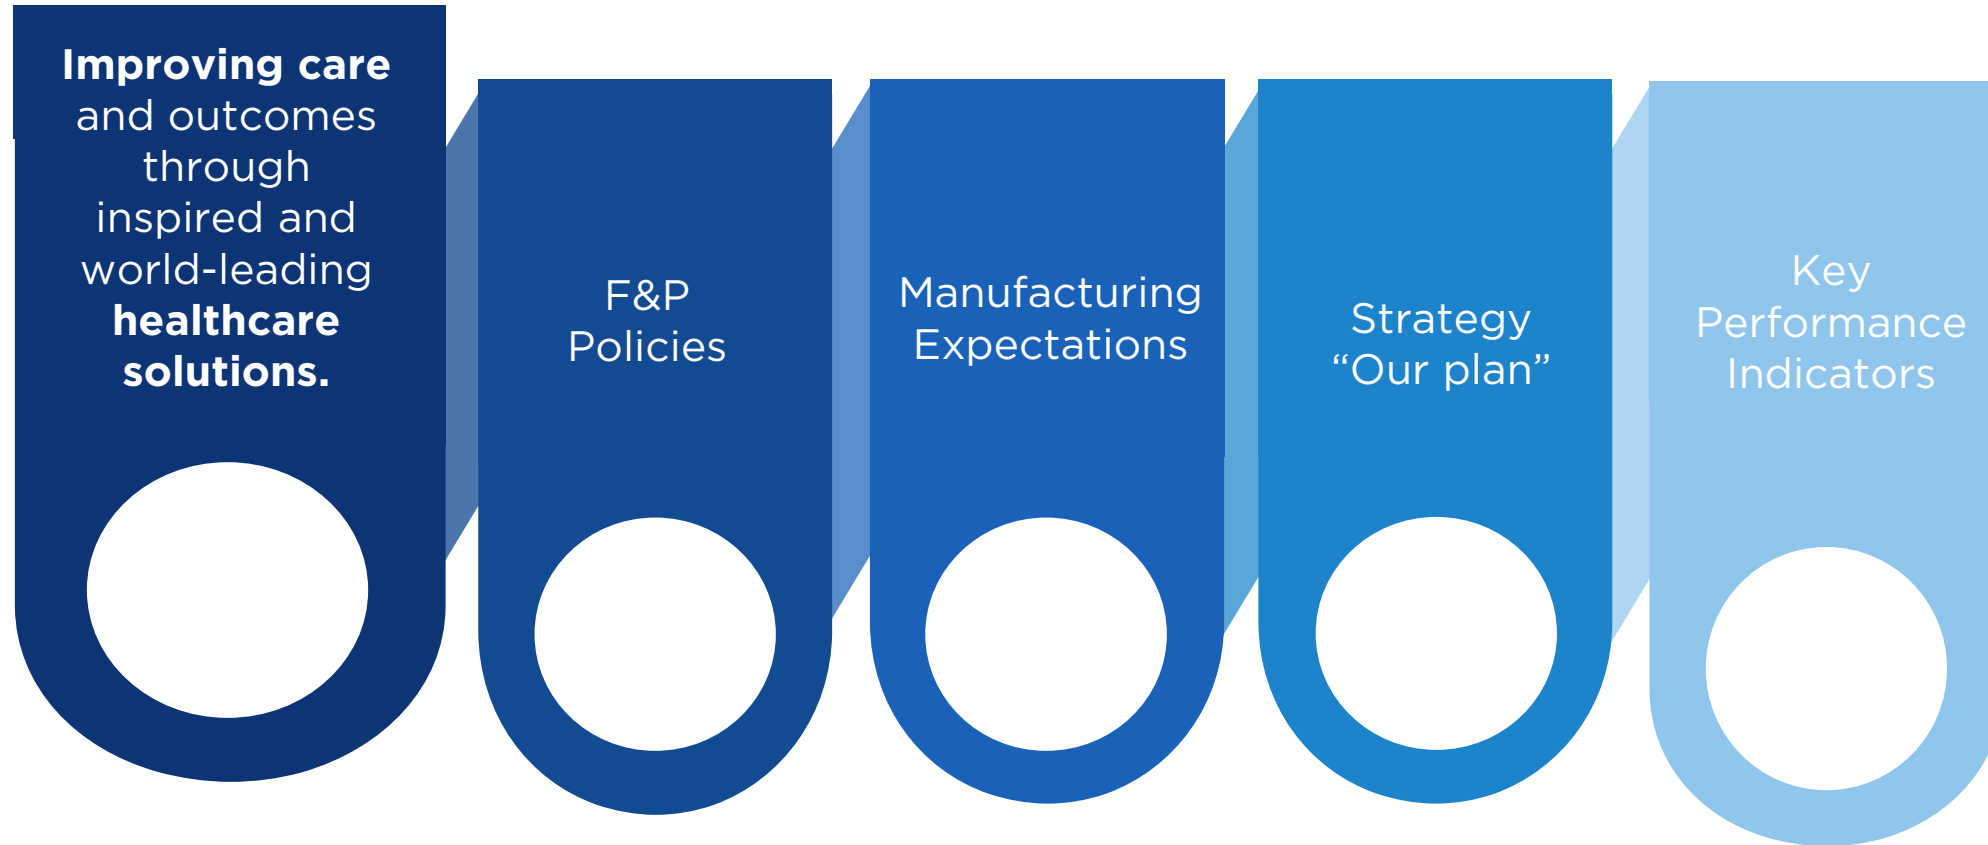 Improving care
and outcomes
through
inspired and
world-leading
healthcare
solutions.
F&P
Policies
Manufacturing
Expectations
Strategy
“Our plan”
Key
Performance
Indicators